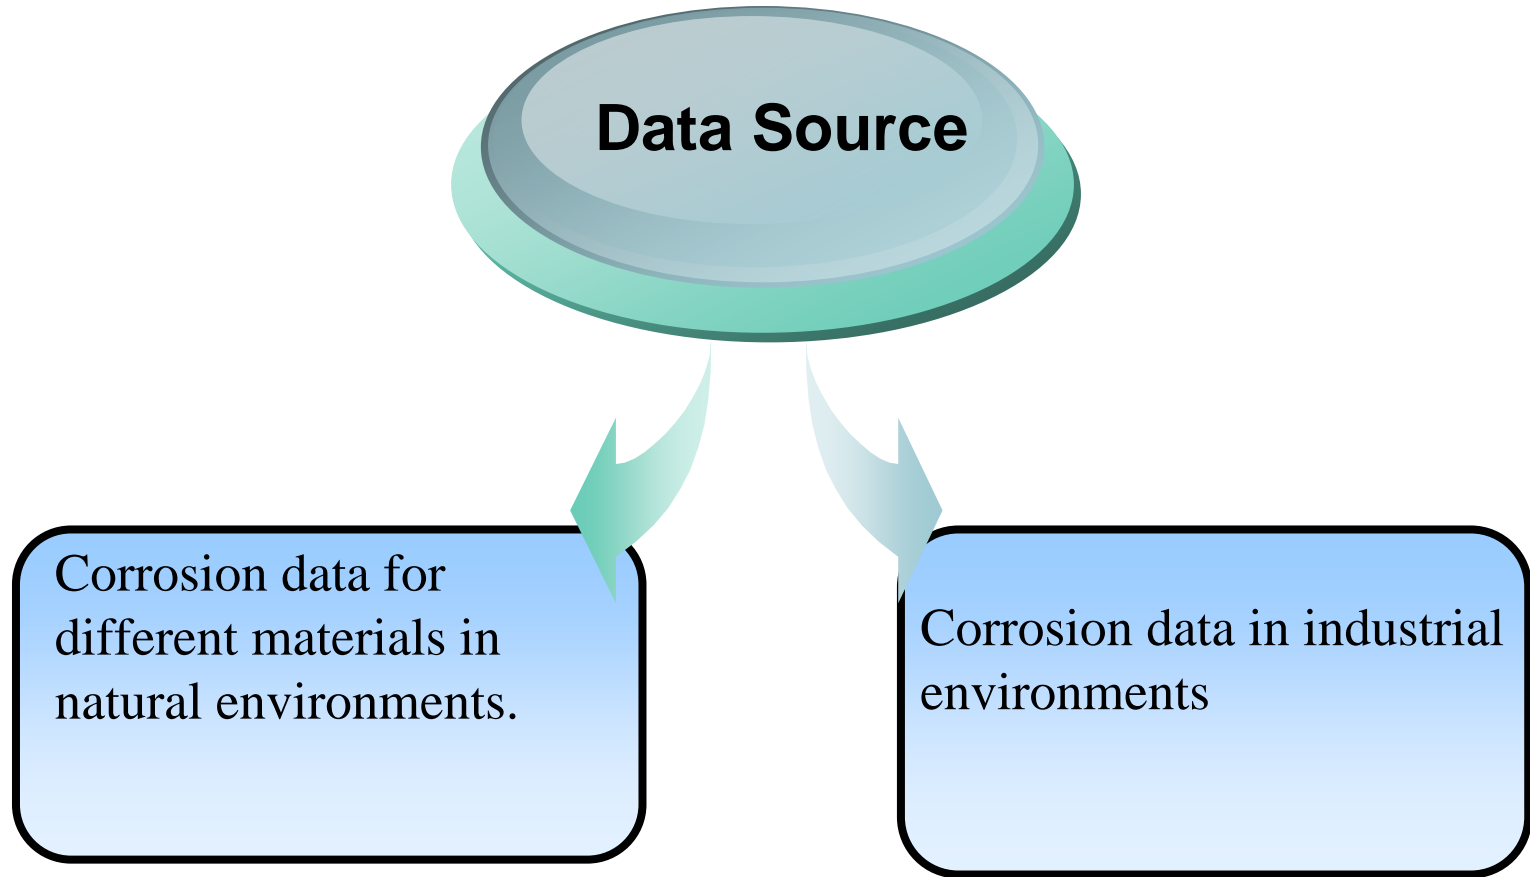 Data Source
Corrosion data for
different materials in
natural environments.
Corrosion data in industrial
environments